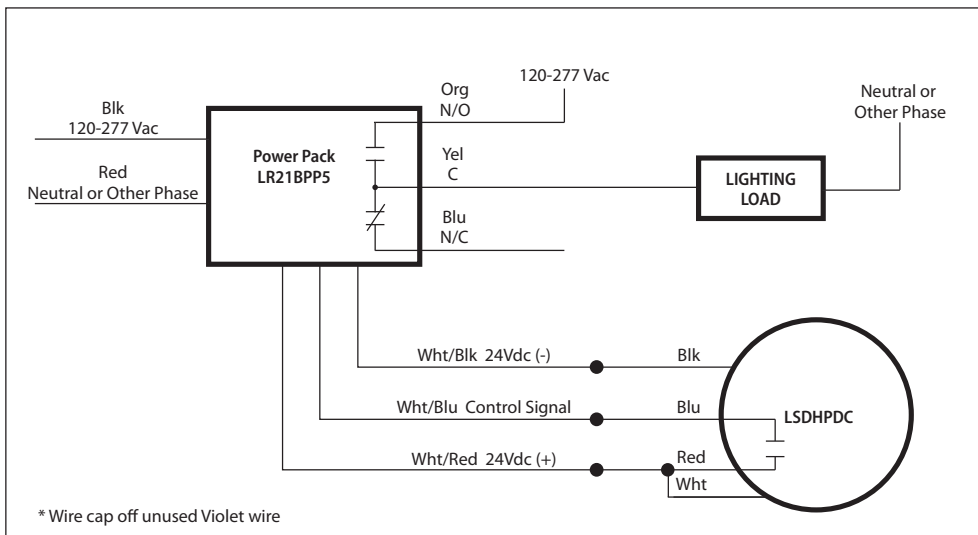 Blk
120-277 Vac
Red
Neutral or Other Phase
Power Pack
LR21BPP5
Org
N/O
120-277 Vac
Yel
C
Blu
N/C
LIGHTING
LOAD
Neutral or
Other Phase
Wht/Blk 24Vdc (-)
Blk
Wht/Blu Control Signal
Blu
LSDHPDC
Wht/Red 24Vdc (+)
Red
Wht
* Wire cap off unused Violet wire